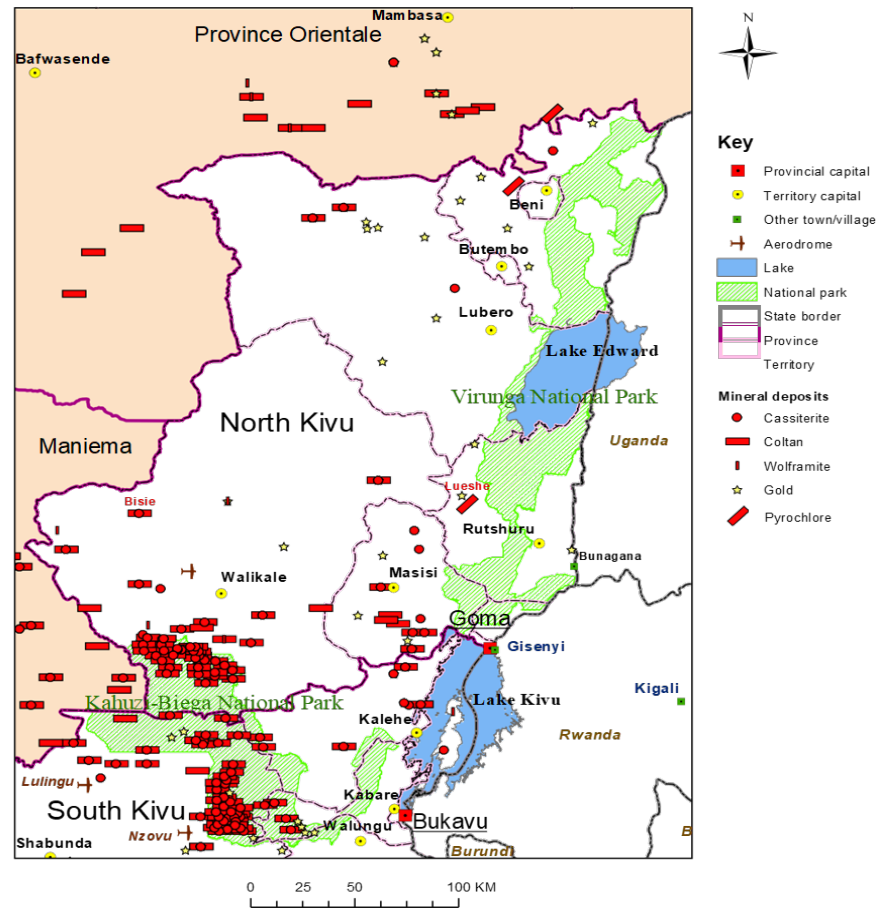 Mambasa
Province Orientale
Bafwasende
Beni
Butembo
Lubero
Lake Edward
Virunga National Park
North Kivu
Uganda
Maniema
Lueshe
Bisie
Rutshuru
Bunagana
Masisi
Walikale
Goma
Gisenyi
Kigali
Kahuzi-Biega National Park
Lake Kivu
Kalehe
Rwanda
Lulingu
Kabare
South Kivu
Bukavu
Nzovu
Walungu
Shabunda
Burundi
B
0 25 50 100 KM
N
Key
Provincial capital
Territory capital
Other town/village
Aerodrome
Lake
National park
State border
Province
Territory
Mineral deposits
Cassiterite
Coltan
Wolframite
Gold
Pyrochlore